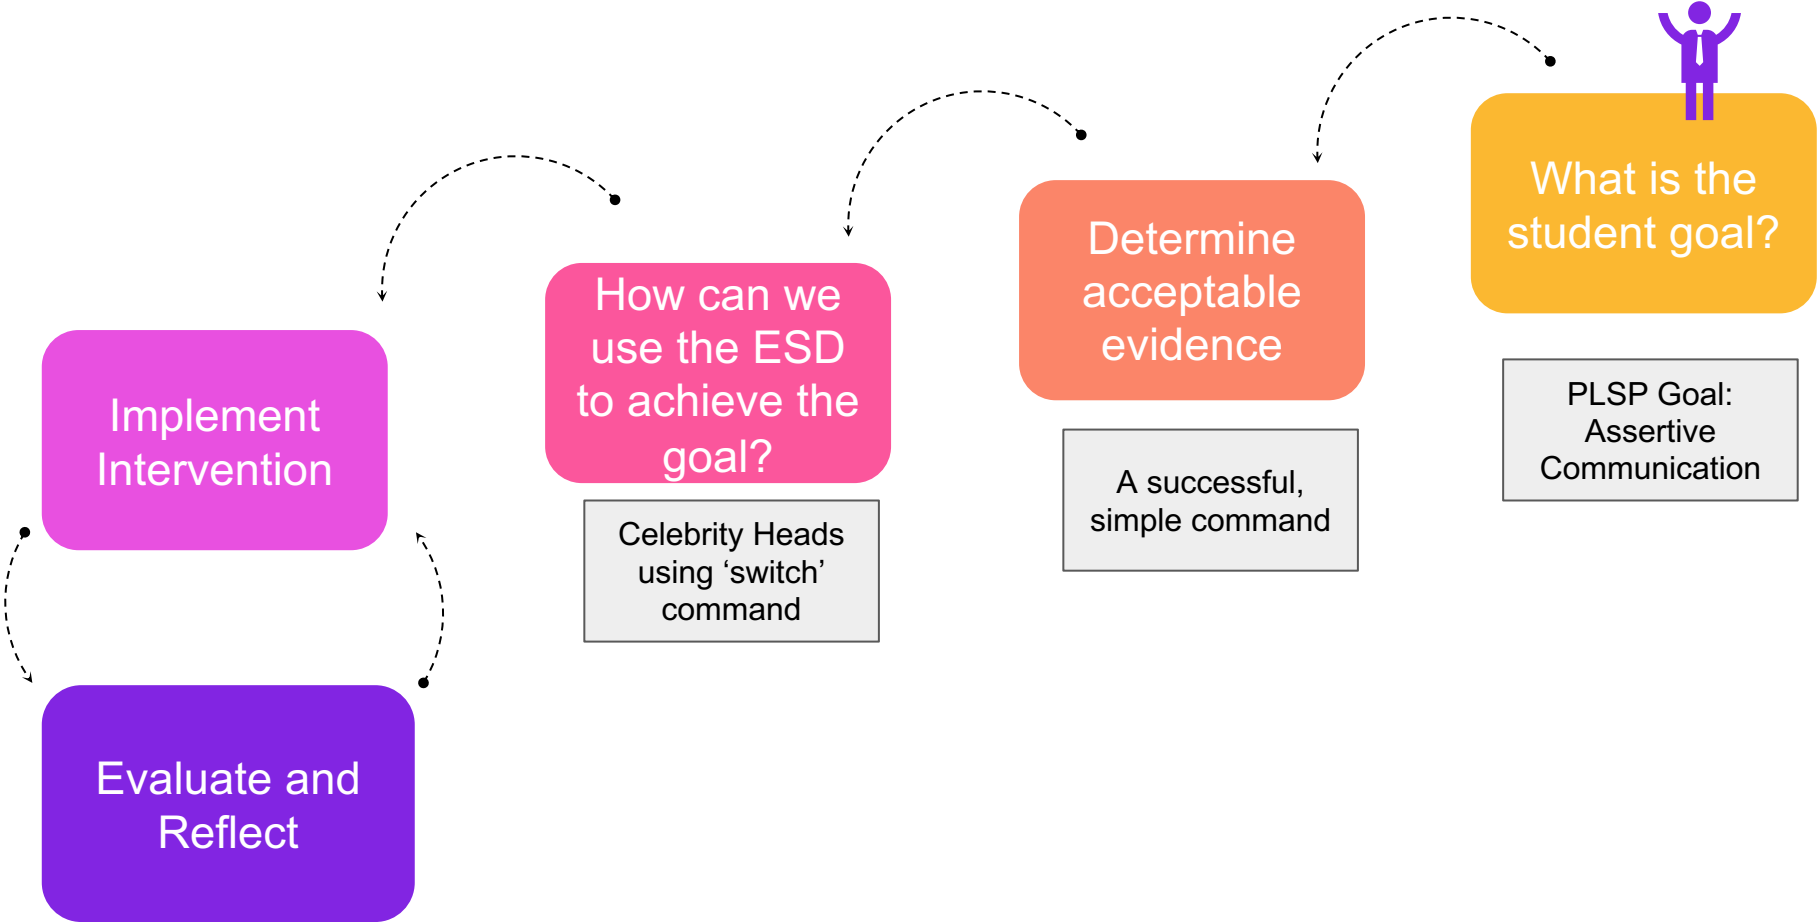 What is the
student goal?
PLSP Goal:
Assertive
Communication
Determine
acceptable
evidence
A successful,
simple command
How can we
use the ESD
to achieve the
goal?
Celebrity Heads
using ‘switch’
command
Implement
Intervention
Evaluate and
Reflect